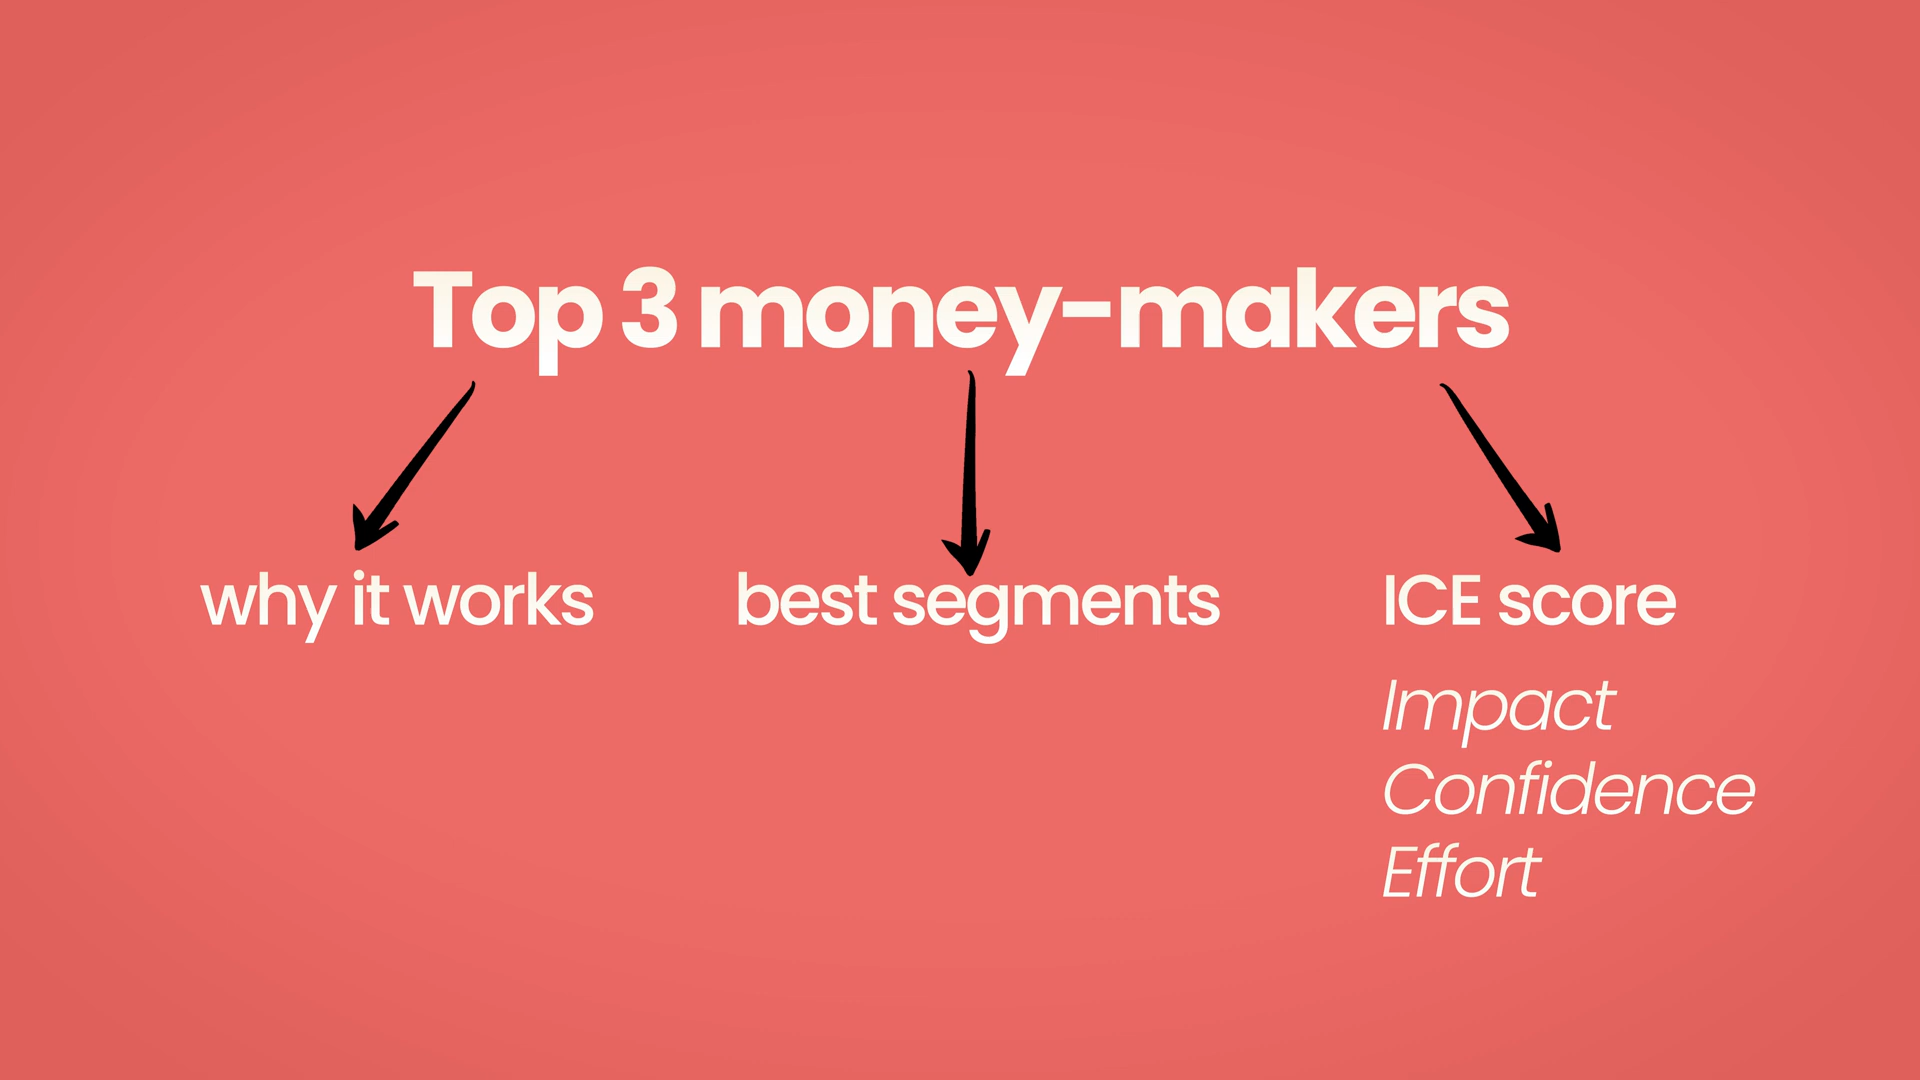 Top 3 money-makers
why it works
best segments
ICE score
Impact
Confidence
Effort